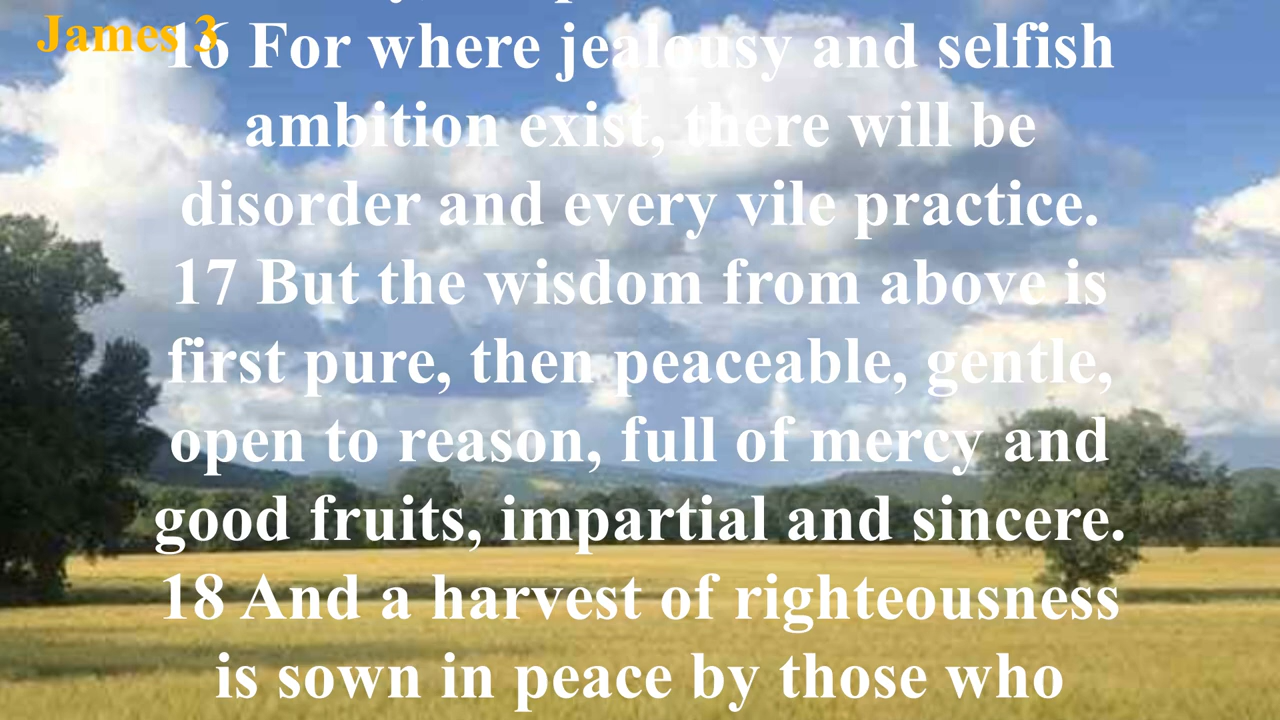 James 3
16 For where jealousy and selfish
ambition exist, there will be
disorder and every vile practice.
17 But the wisdom from above is
first pure, then peaceable, gentle,
open to reason, full of mercy and
good fruits, impartial and sincere.
18 And a harvest of righteousness
is sown in peace by those who